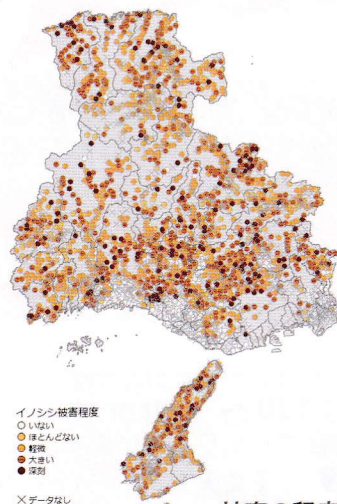 イノシシ被害程度
いない
ほとんどない
軽微
大きい
深刻
データなし